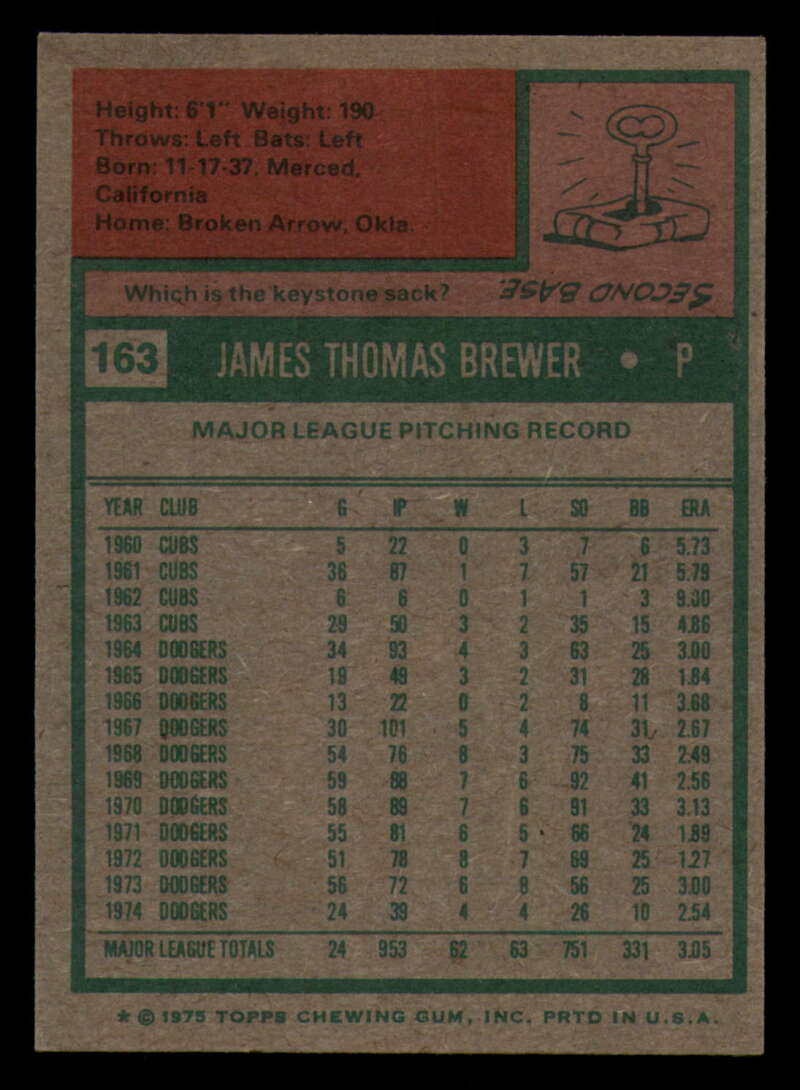 Height: 6'1" Weight: 190
Throws: Left Bats: Left
Born: 11-17-37, Merced,
California
Home: Broken Arrow, Okla.
Which is the keystone sack? SECOND BASE.
163 JAMES THOMAS BREWER • P
MAJOR LEAGUE PITCHING RECORD
YEAR CLUB G IP W L SO BB ERA
1960 CUBS 5 22 0 3 7 6 5.73
1961 CUBS 36 87 1 7 57 21 5.79
1962 CUBS 6 6 0 1 1 3 9.00
1963 CUBS 29 50 3 2 35 15 4.86
1964 DODGERS 34 93 4 3 63 25 3.00
1965 DODGERS 19 49 3 2 31 28 1.84
1966 DODGERS 13 22 0 2 8 11 3.68
1967 DODGERS 30 101 5 4 74 31 2.67
1968 DODGERS 54 76 8 3 75 33 2.49
1969 DODGERS 59 88 7 6 92 41 2.56
1970 DODGERS 58 89 7 6 91 33 3.13
1971 DODGERS 55 81 6 5 66 24 1.89
1972 DODGERS 51 78 8 7 69 25 1.27
1973 DODGERS 56 72 6 8 56 25 3.00
1974 DODGERS 24 39 4 4 26 10 2.54
MAJOR LEAGUE TOTALS 24 953 62 63 751 331 3.05
* © 1975 TOPPS CHEWING GUM, INC. PRTD IN U.S.A.